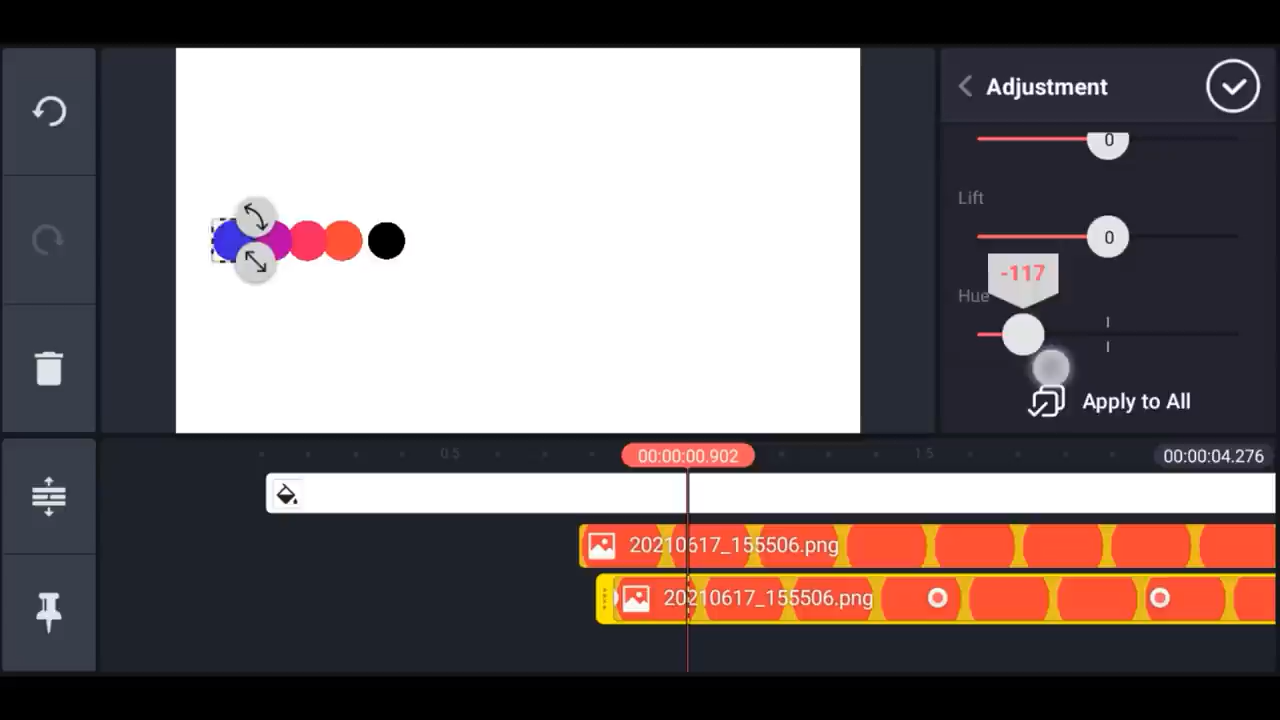 Adjustment
0
Lift
0
-117
Hue
Apply to All
0.5
00:00:00.902
1.5
00:00:04.276
20210617_155506.png
20210617_155506.png